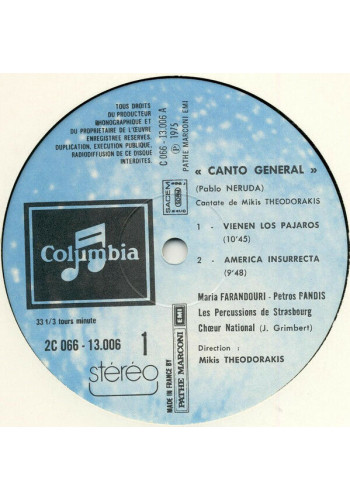 TOUS DROITS
DU PRODUCTEUR
PHONOGRAPHIQUE ET
DU PROPRIETAIRE DE L'ŒUVRE
ENREGISTREE RESERVES.
DUPLICATION, EXECUTION PUBLIQUE,
RADIODIFFUSION DE CE DISQUE
INTERDITES.
C 066 - 13.006 A
℗ 1975
PATHE MARCONI EMI
SACEM
« CANTO GENERAL »
(Pablo NERUDA)
Cantate de Mikis THEODORAKIS
1 - VIENEN LOS PAJAROS
(10'45)
2 - AMERICA INSURRECTA
(9'48)
Columbia
Maria FARANDOURI - Petros PANDIS
Les Percussions de Strasbourg
Chœur National (J. Grimbert)
Direction :
Mikis THEODORAKIS
33 1/3 tours minute
2C 066 - 13.006 1
stéréo
MADE IN FRANCE BY
PATHE MARCONI EMI